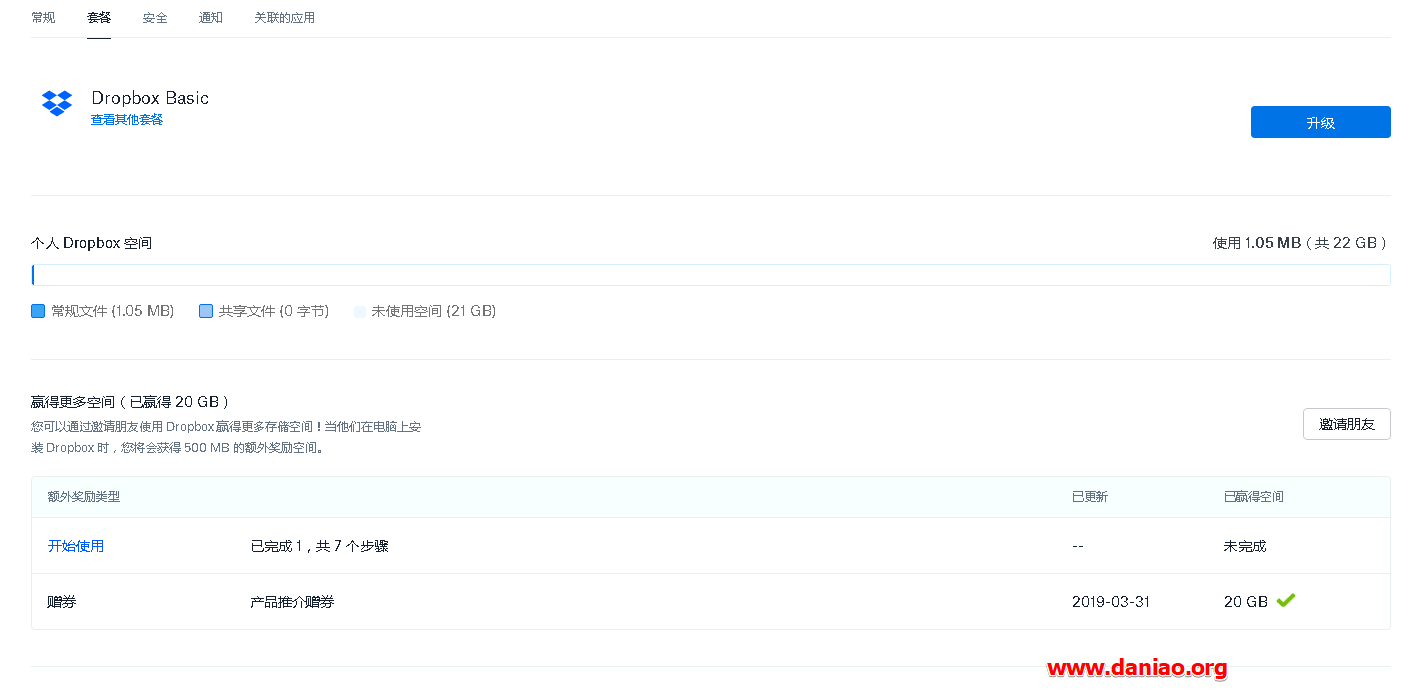 常规 套餐 安全 通知 关联的应用
Dropbox Basic
查看其他套餐
升级
个人 Dropbox 空间 使用 1.05 MB（共 22 GB）
常规文件 (1.05 MB) 共享文件 (0 字节) 未使用空间 (21 GB)
赢得更多空间（已赢得 20 GB）
您可以通过邀请朋友使用 Dropbox 赢得更多存储空间！当他们在电脑上安
装 Dropbox 时，您将会获得 500 MB 的额外奖励空间。
邀请朋友
额外奖励类型 已更新 已赢得空间
开始使用 已完成 1，共 7 个步骤 -- 未完成
赠券 产品推介赠券 2019-03-31 20 GB
www.daniao.org